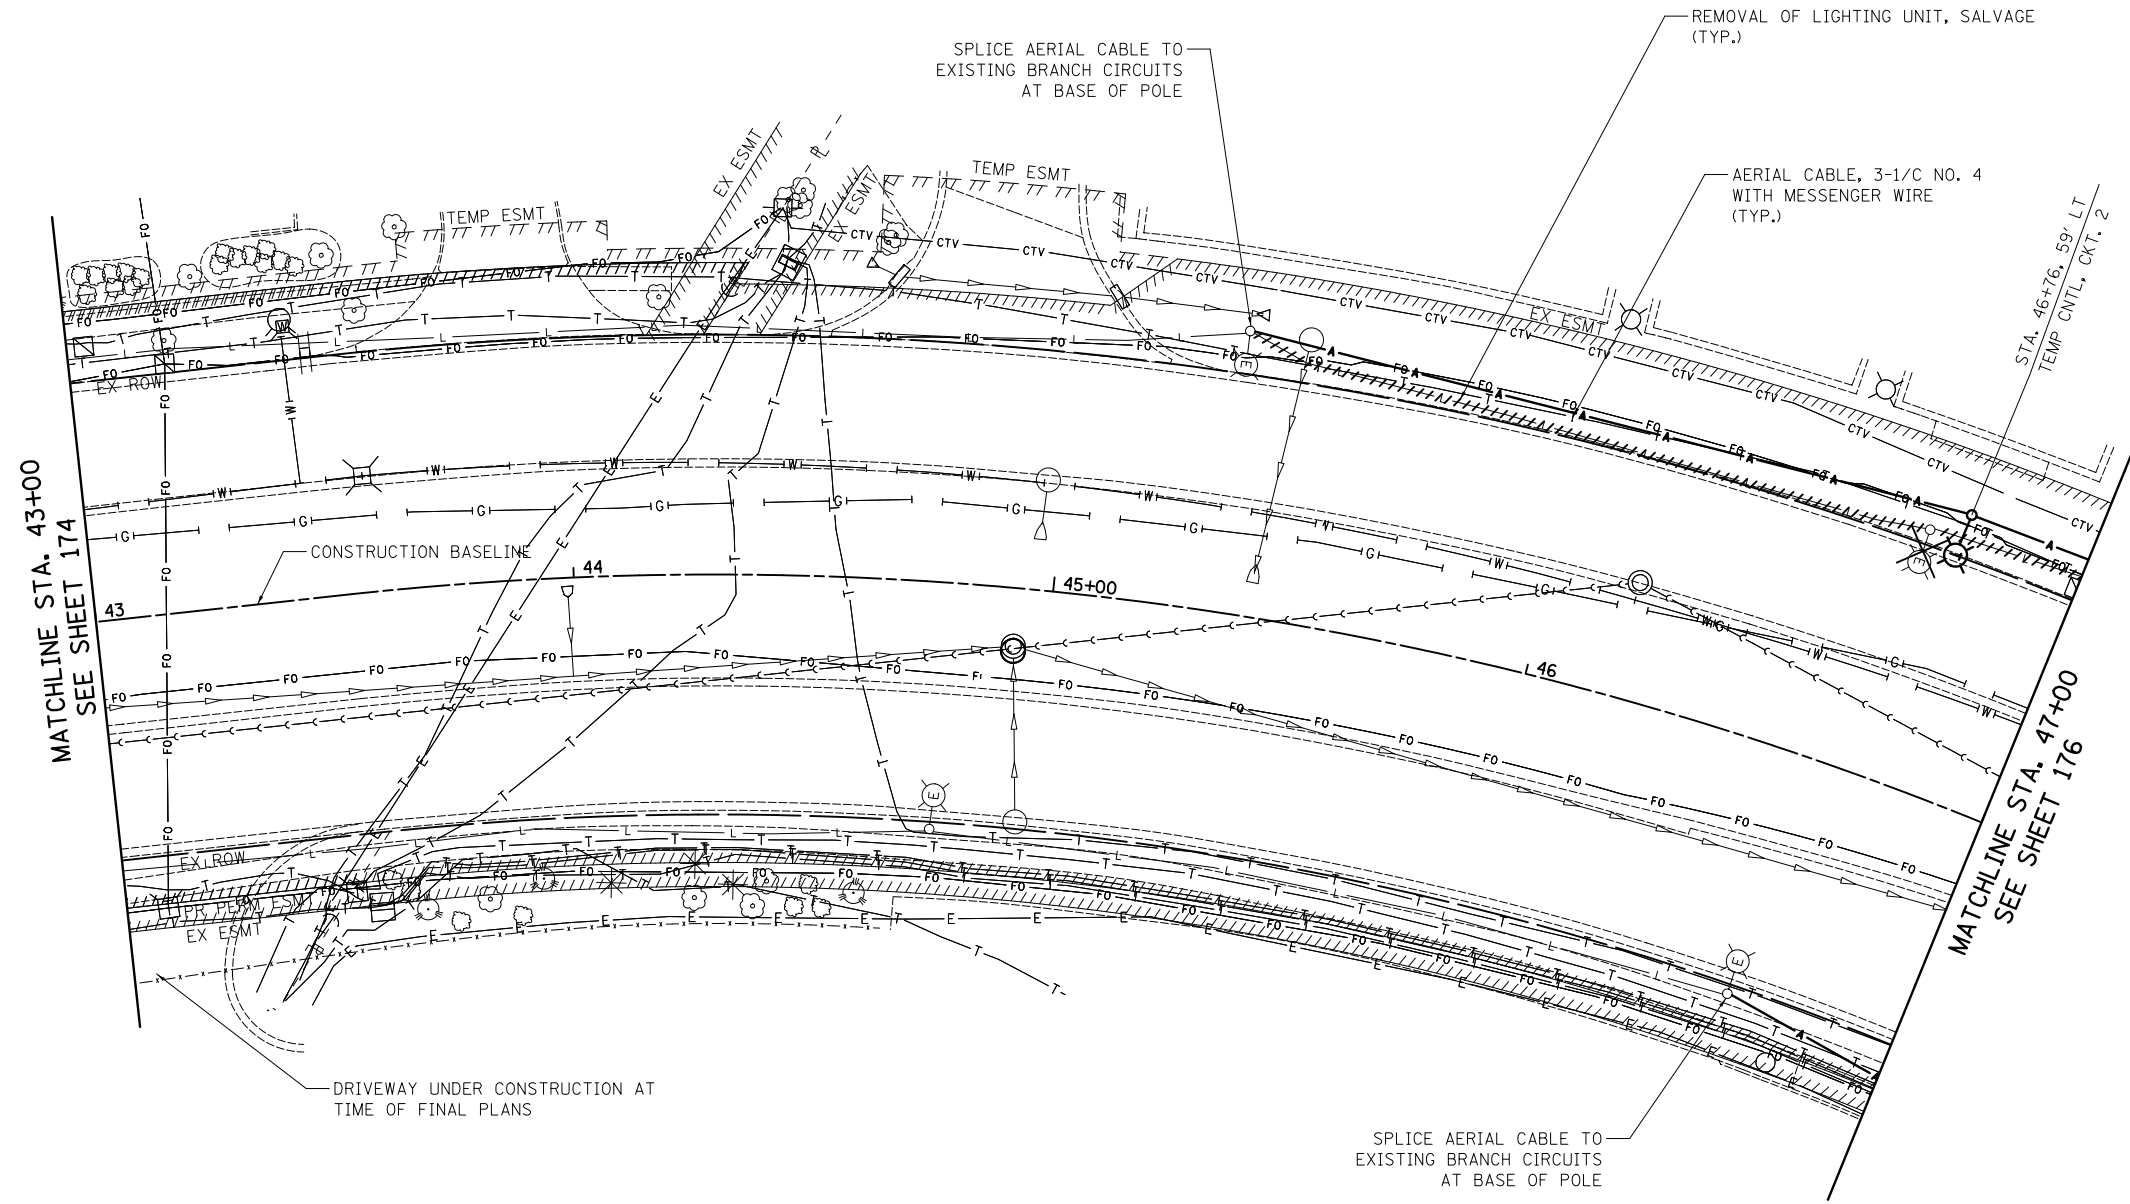 REMOVAL OF LIGHTING UNIT, SALVAGE
(TYP.)
SPLICE AERIAL CABLE TO
EXISTING BRANCH CIRCUITS
AT BASE OF POLE
AERIAL CABLE, 3-1/C NO. 4
WITH MESSENGER WIRE
(TYP.)
STA. 46+76, 59' LT
TEMP CNTL, CKT. 2
EX ESMT
EX ESMT
TEMP ESMT
TEMP ESMT
EX ESMT
EX ROW
MATCHLINE STA. 43+00
SEE SHEET 174
CONSTRUCTION BASELINE
43
44
45+00
46
MATCHLINE STA. 47+00
SEE SHEET 176
EX ROW
PR PERM ESMT
EX ESMT
DRIVEWAY UNDER CONSTRUCTION AT
TIME OF FINAL PLANS
SPLICE AERIAL CABLE TO
EXISTING BRANCH CIRCUITS
AT BASE OF POLE